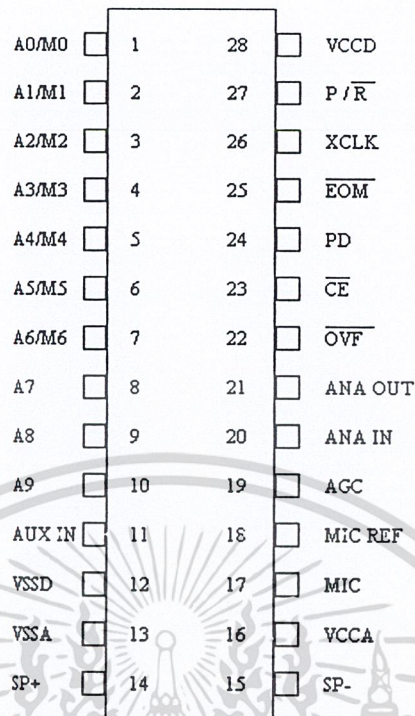 A0/M0 1 28 VCCD
A1/M1 2 27 P/R̅
A2/M2 3 26 XCLK
A3/M3 4 25 E̅O̅M̅
A4/M4 5 24 PD
A5/M5 6 23 C̅E̅
A6/M6 7 22 O̅V̅F̅
A7 8 21 ANA OUT
A8 9 20 ANA IN
A9 10 19 AGC
AUX IN 11 18 MIC REF
VSSD 12 17 MIC
VSSA 13 16 VCCA
SP+ 14 15 SP-